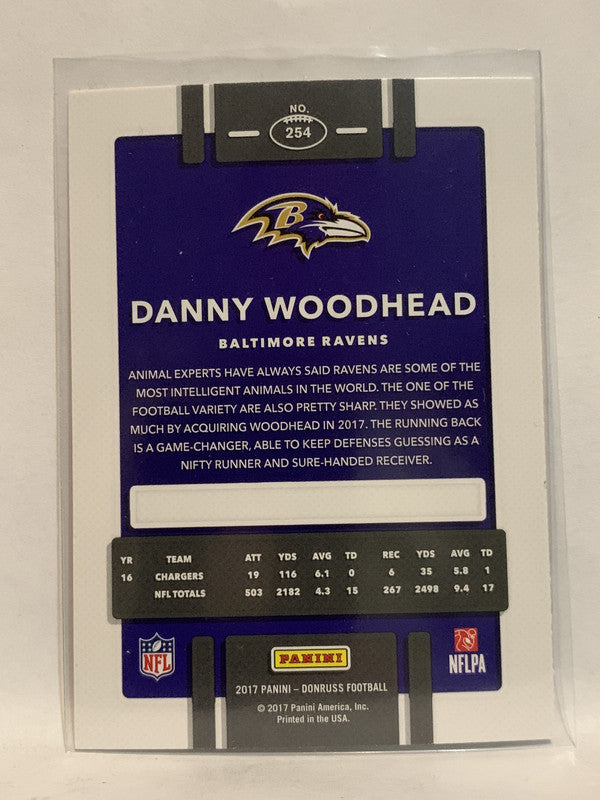 NO.
254
B
DANNY WOODHEAD
BALTIMORE RAVENS
ANIMAL EXPERTS HAVE ALWAYS SAID RAVENS ARE SOME OF THE
MOST INTELLIGENT ANIMALS IN THE WORLD. THE ONE OF THE
FOOTBALL VARIETY ARE ALSO PRETTY SHARP. THEY SHOWED AS
MUCH BY ACQUIRING WOODHEAD IN 2017. THE RUNNING BACK
IS A GAME-CHANGER, ABLE TO KEEP DEFENSES GUESSING AS A
NIFTY RUNNER AND SURE-HANDED RECEIVER.
YR TEAM ATT YDS AVG TD REC YDS AVG TD
16 CHARGERS 19 116 6.1 0 6 35 5.8 1
NFL TOTALS 503 2182 4.3 15 267 2498 9.4 17
NFL
PANINI
NFLPA
2017 PANINI – DONRUSS FOOTBALL
© 2017 Panini America, Inc.
Printed in the USA.